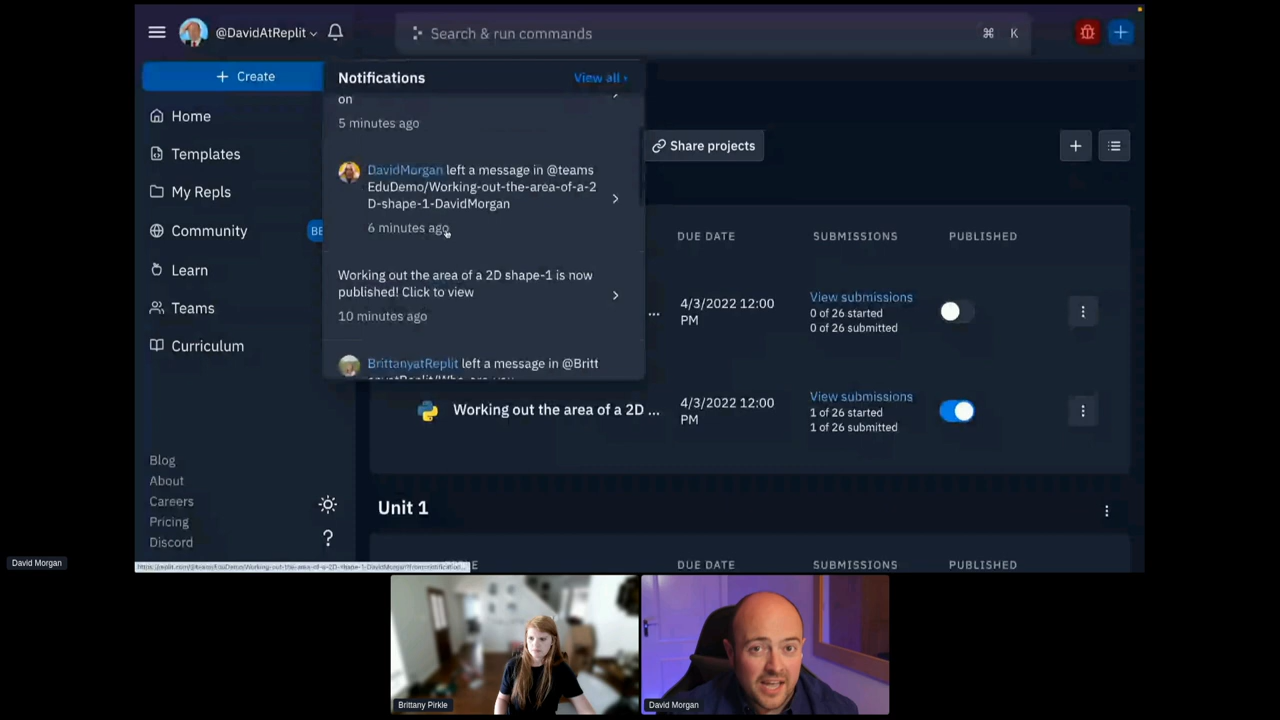 @DavidAtReplit
Search & run commands
⌘ K
+ Create
Notifications
View all ›
on
5 minutes ago
DavidMorgan left a message in @teams
EduDemo/Working-out-the-area-of-a-2
D-shape-1-DavidMorgan
6 minutes ago
Working out the area of a 2D shape-1 is now
published! Click to view
10 minutes ago
BrittanyatReplit left a message in @Britt
Home
Templates
My Repls
Community
BE
Learn
Teams
Curriculum
Blog
About
Careers
Pricing
Discord
?
Share projects
DUE DATE
SUBMISSIONS
PUBLISHED
...
4/3/2022 12:00
PM
View submissions
0 of 26 started
0 of 26 submitted
Working out the area of a 2D ...
4/3/2022 12:00
PM
View submissions
1 of 26 started
1 of 26 submitted
Unit 1
DUE DATE
SUBMISSIONS
PUBLISHED
David Morgan
Brittany Pirkle
David Morgan